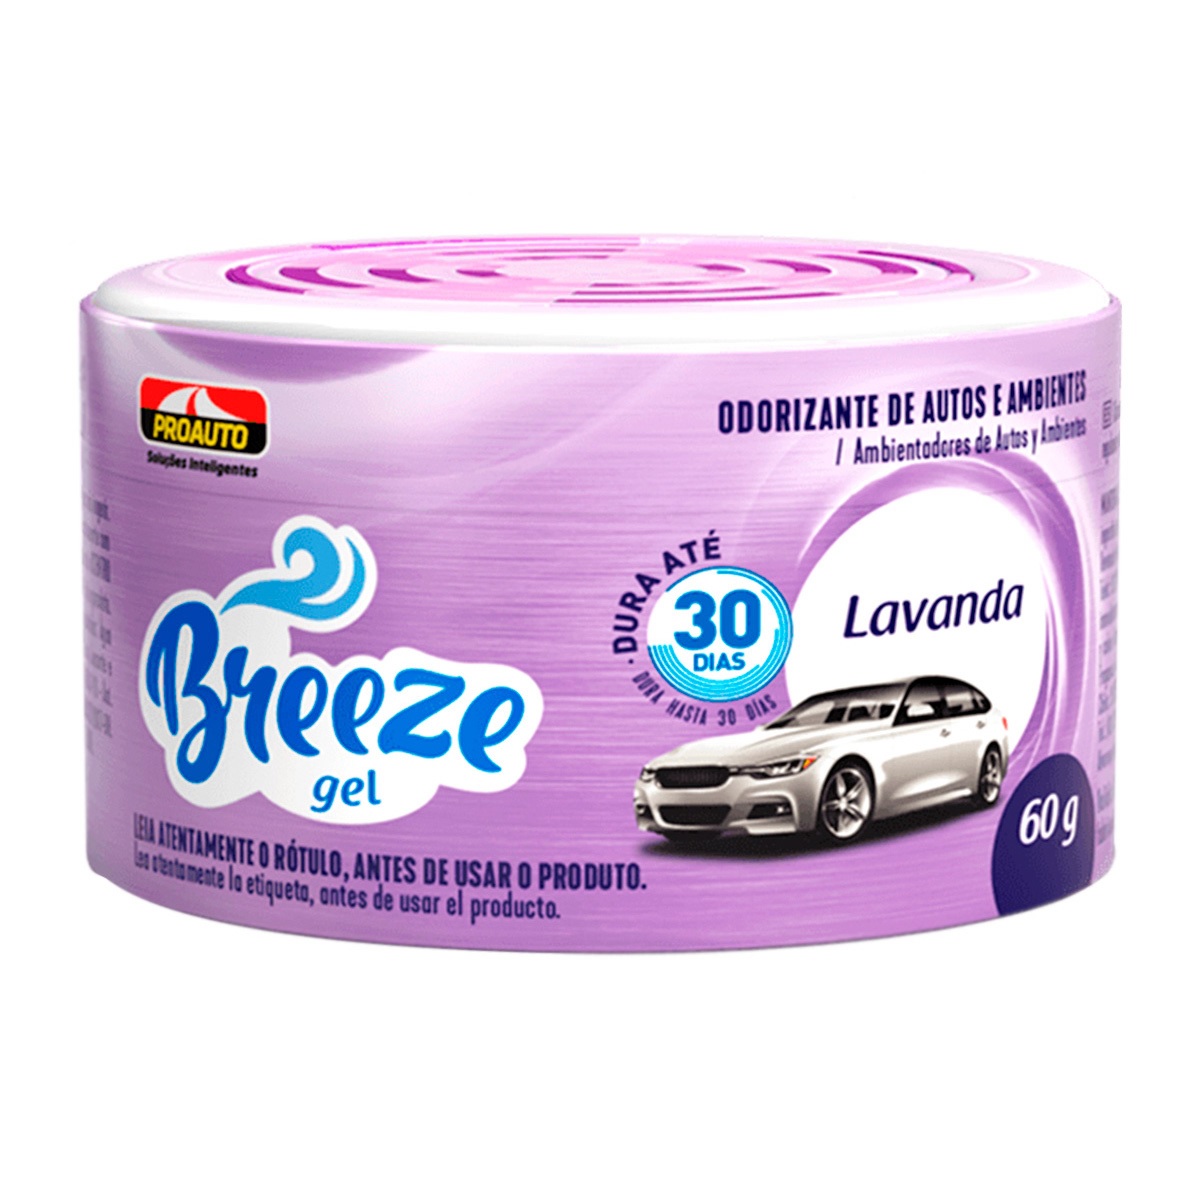 PROAUTO
Soluções Inteligentes
ODORIZANTE DE AUTOS E AMBIENTES
/ Ambientadores de Autos y Ambientes
· DURA ATÉ
30
DIAS
DURA HASTA 30 DÍAS
Lavanda
Breeze
gel
60 g
LEIA ATENTAMENTE O RÓTULO, ANTES DE USAR O PRODUTO.
Lea atentamente la etiqueta, antes de usar el producto.